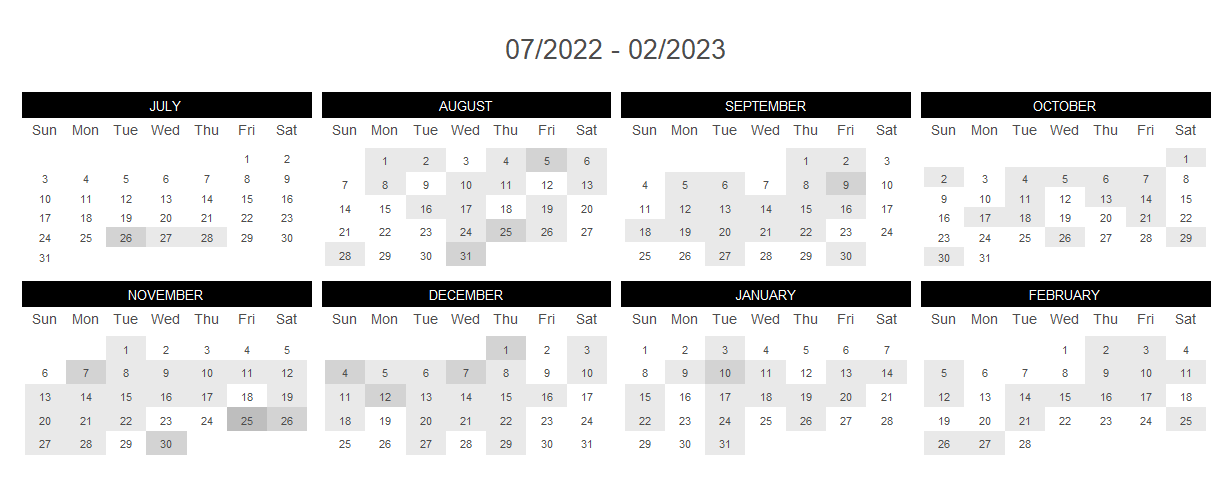 07/2022 - 02/2023
JULY
Sun Mon Tue Wed Thu Fri Sat
1 2
3 4 5 6 7 8 9
10 11 12 13 14 15 16
17 18 19 20 21 22 23
24 25 26 27 28 29 30
31
AUGUST
Sun Mon Tue Wed Thu Fri Sat
1 2 3 4 5 6
7 8 9 10 11 12 13
14 15 16 17 18 19 20
21 22 23 24 25 26 27
28 29 30 31
SEPTEMBER
Sun Mon Tue Wed Thu Fri Sat
1 2 3
4 5 6 7 8 9 10
11 12 13 14 15 16 17
18 19 20 21 22 23 24
25 26 27 28 29 30
OCTOBER
Sun Mon Tue Wed Thu Fri Sat
1
2 3 4 5 6 7 8
9 10 11 12 13 14 15
16 17 18 19 20 21 22
23 24 25 26 27 28 29
30 31
NOVEMBER
Sun Mon Tue Wed Thu Fri Sat
1 2 3 4 5
6 7 8 9 10 11 12
13 14 15 16 17 18 19
20 21 22 23 24 25 26
27 28 29 30
DECEMBER
Sun Mon Tue Wed Thu Fri Sat
1 2 3
4 5 6 7 8 9 10
11 12 13 14 15 16 17
18 19 20 21 22 23 24
25 26 27 28 29 30 31
JANUARY
Sun Mon Tue Wed Thu Fri Sat
1 2 3 4 5 6 7
8 9 10 11 12 13 14
15 16 17 18 19 20 21
22 23 24 25 26 27 28
29 30 31
FEBRUARY
Sun Mon Tue Wed Thu Fri Sat
1 2 3 4
5 6 7 8 9 10 11
12 13 14 15 16 17 18
19 20 21 22 23 24 25
26 27 28